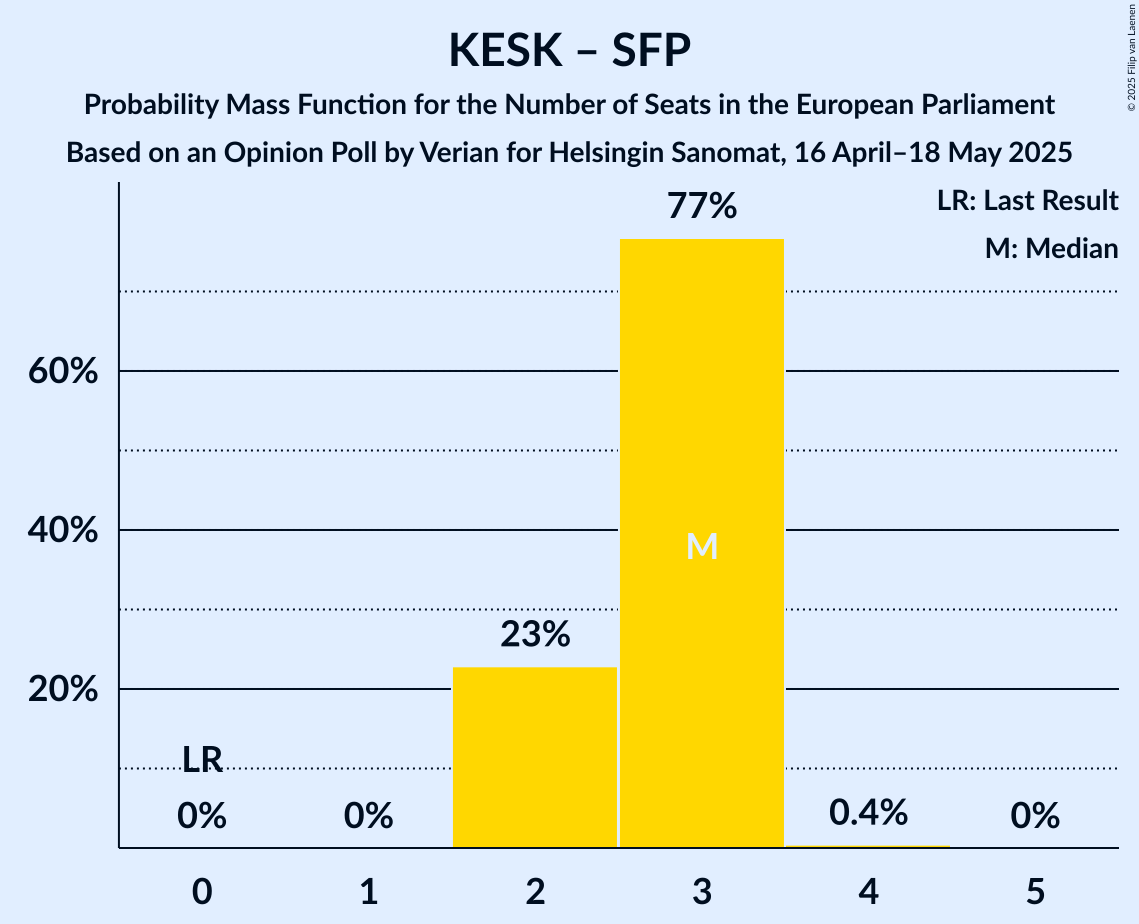 KESK – SFP
Probability Mass Function for the Number of Seats in the European Parliament
Based on an Opinion Poll by Verian for Helsingin Sanomat, 16 April–18 May 2025
© 2025 Filip van Laenen
LR: Last Result
M: Median
77%
60%
40%
M
23%
20%
LR
0%
0%
0.4%
0%
0
1
2
3
4
5